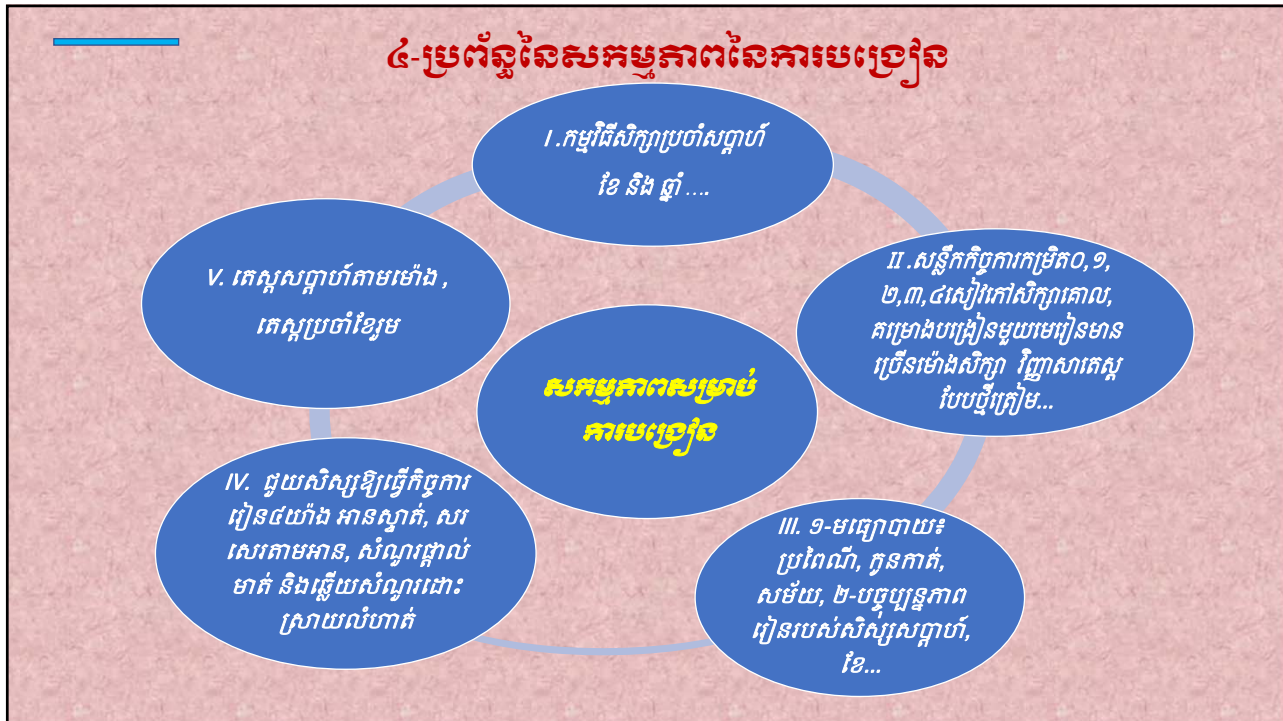 ៤-ប្រព័ន្ធនៃសកម្មភាពនៃការបង្រៀន
I .កម្មវិធីសិក្សាប្រចាំសប្តាហ៍
ខែ និង ឆ្នាំ ....
II .សន្លឹកកិច្ចការកម្រិត០,១,
២,៣,៤សៀវភៅសិក្សាគោល,
គម្រោងបង្រៀនមួយមេរៀនមាន
ច្រើនម៉ោងសិក្សា វិញ្ញាសាតេស្ត
បែបថ្មីត្រៀម...
III. ១-មធ្យោបាយ៖
ប្រពៃណី, កូនកាត់,
សម័យ, ២-បច្ចុប្បន្នភាព
រៀនរបស់សិស្សសប្តាហ៍,
ខែ...
IV. ជួយសិស្សឱ្យធ្វើកិច្ចការ
រៀន៤យ៉ាង អានស្ទាត់, សរ
សេរតាមអាន, សំណួរផ្តាល់
មាត់ និងឆ្លើយសំណួរដោះ
ស្រាយលំហាត់
V. តេស្តសប្តាហ៍តាមម៉ោង ,
តេស្តប្រចាំខែរួម
សកម្មភាពសម្រាប់
ការបង្រៀន